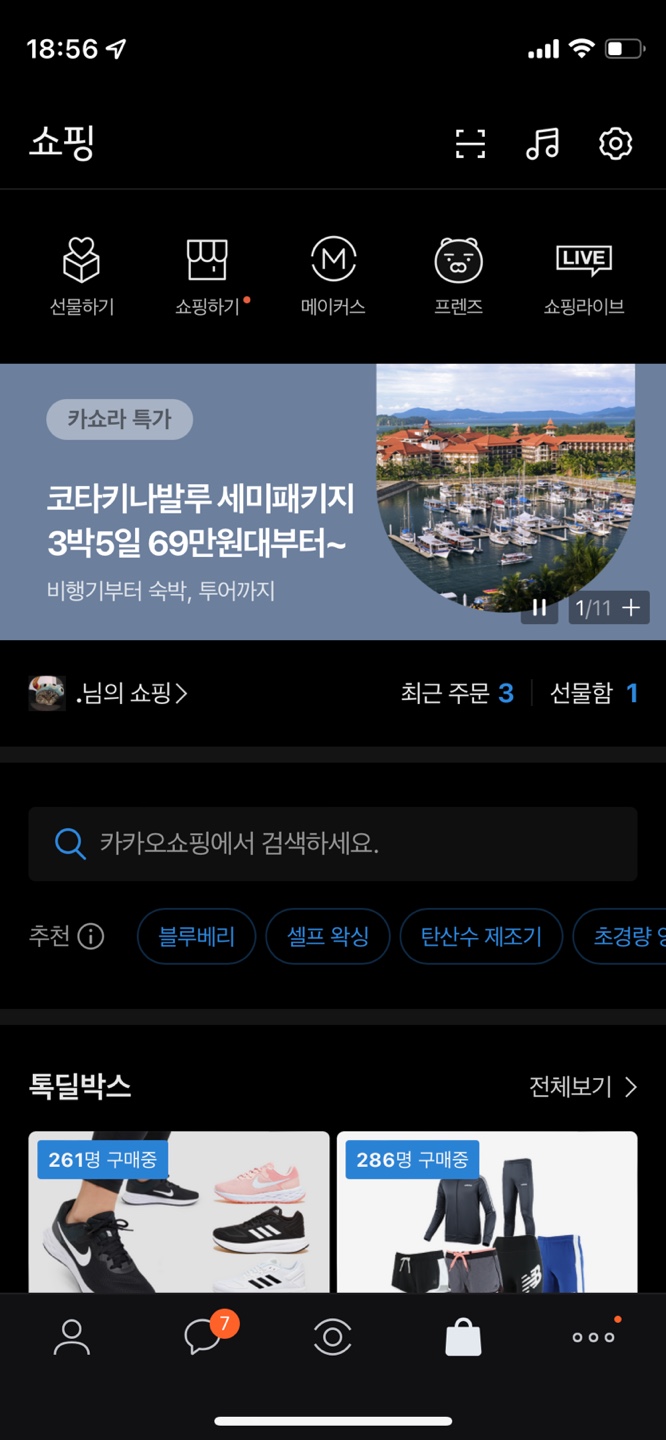 18:56
쇼핑
M
LIVE
선물하기
쇼핑하기
메이커스
프렌즈
쇼핑라이브
카쇼라 특가
코타키나발루 세미패키지
3박5일 69만원대부터~
비행기부터 숙박, 투어까지
1/11 +
.님의 쇼핑>
최근 주문 3
선물함 1
카카오쇼핑에서 검색하세요.
추천
블루베리
셀프 왁싱
탄산수 제조기
초경량
톡딜박스
전체보기 >
261명 구매중
286명 구매중
NB
7